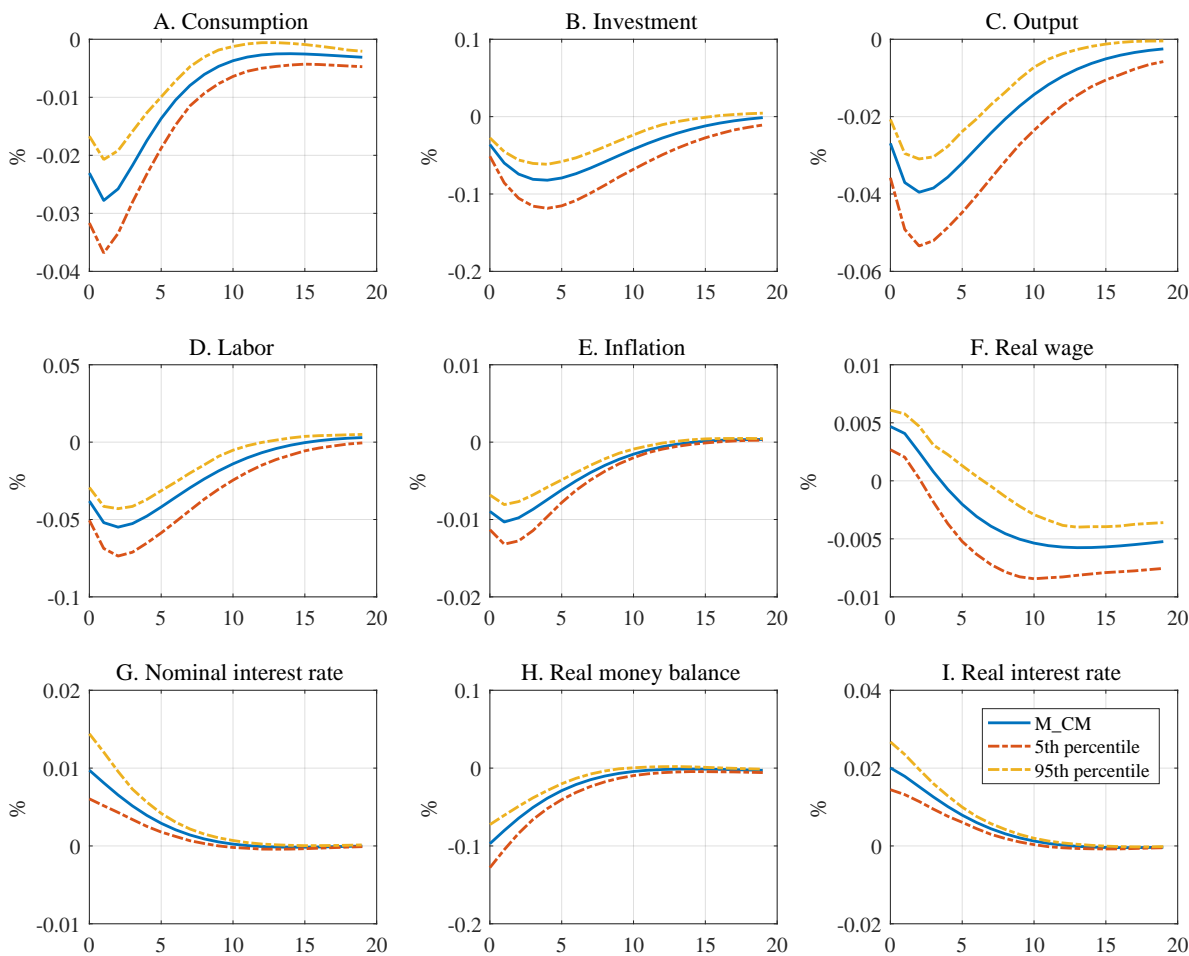 A. Consumption
B. Investment
C. Output
0
-0.01
-0.02
-0.03
-0.04
%
0 5 10 15 20
0.1
0
-0.1
-0.2
%
0 5 10 15 20
0
-0.02
-0.04
-0.06
%
0 5 10 15 20
D. Labor
E. Inflation
F. Real wage
0.05
0
-0.05
-0.1
%
0 5 10 15 20
0.01
0
-0.01
-0.02
%
0 5 10 15 20
0.01
0.005
0
-0.005
-0.01
%
0 5 10 15 20
G. Nominal interest rate
H. Real money balance
I. Real interest rate
0.02
0.01
0
-0.01
%
0 5 10 15 20
0.1
0
-0.1
-0.2
%
0 5 10 15 20
0.04
0.02
0
-0.02
%
0 5 10 15 20
M_CM
5th percentile
95th percentile